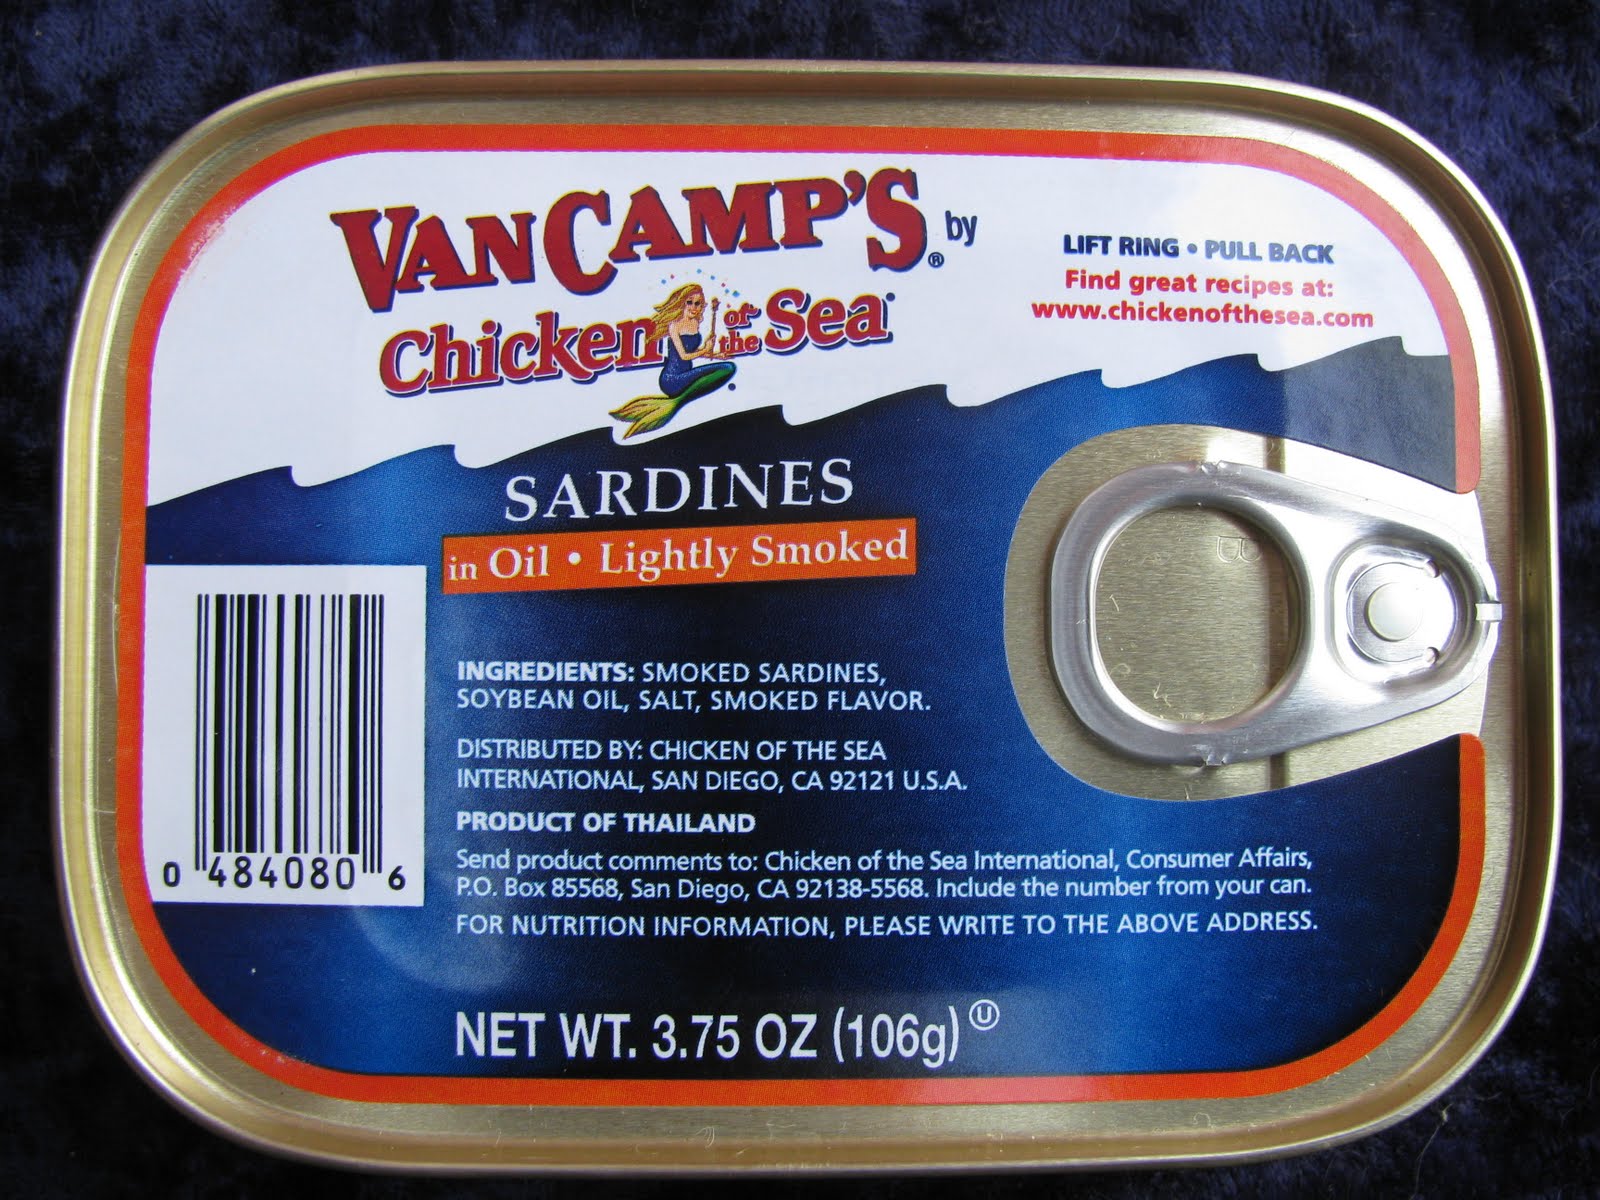 VAN CAMP'S® by
Chicken of the Sea®
LIFT RING • PULL BACK
Find great recipes at:
www.chickenofthesea.com
SARDINES
in Oil • Lightly Smoked
INGREDIENTS: SMOKED SARDINES,
SOYBEAN OIL, SALT, SMOKED FLAVOR.
DISTRIBUTED BY: CHICKEN OF THE SEA
INTERNATIONAL, SAN DIEGO, CA 92121 U.S.A.
PRODUCT OF THAILAND
Send product comments to: Chicken of the Sea International, Consumer Affairs,
P.O. Box 85568, San Diego, CA 92138-5568. Include the number from your can.
FOR NUTRITION INFORMATION, PLEASE WRITE TO THE ABOVE ADDRESS.
NET WT. 3.75 OZ (106g) Ⓤ
0 484080 6